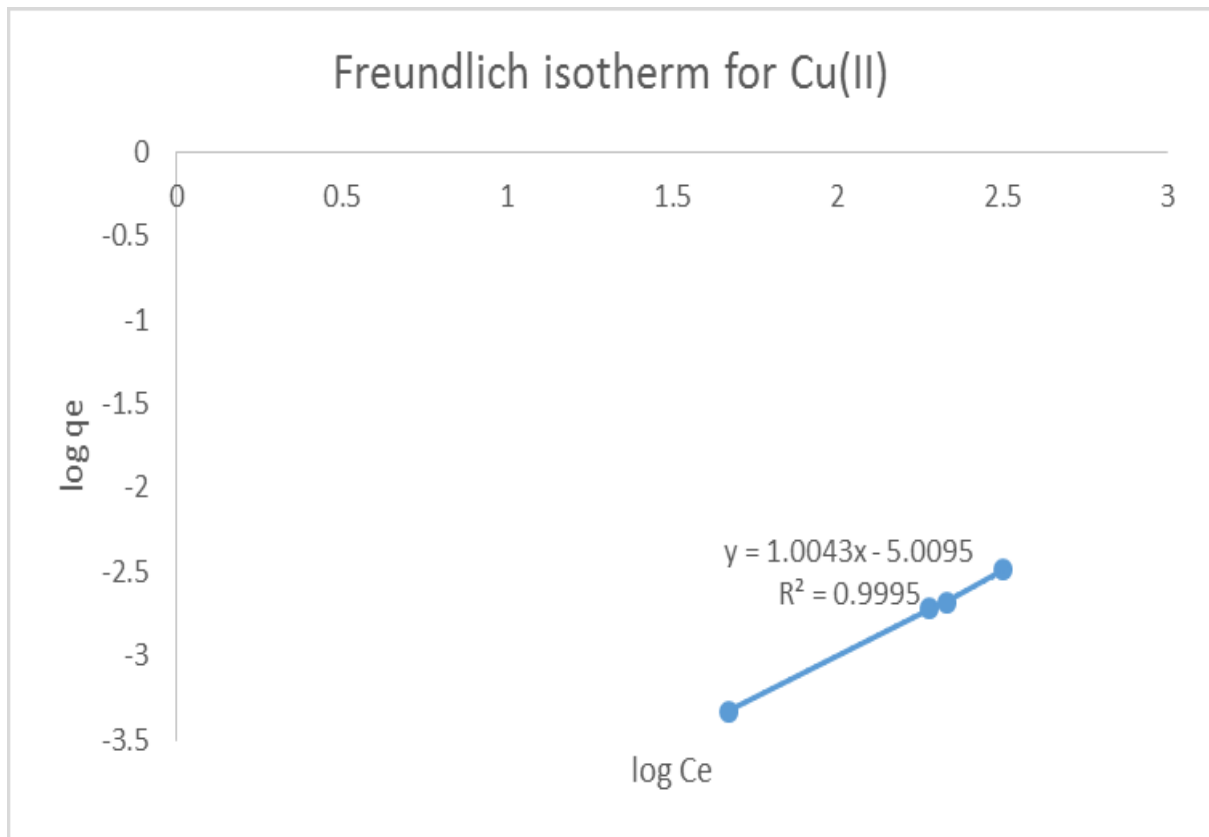 Freundlich isotherm for Cu(II)
0
0 0.5 1 1.5 2 2.5 3
-0.5
-1
-1.5
-2
-2.5
-3
-3.5
log qe
y = 1.0043x - 5.0095
R² = 0.9995
log Ce